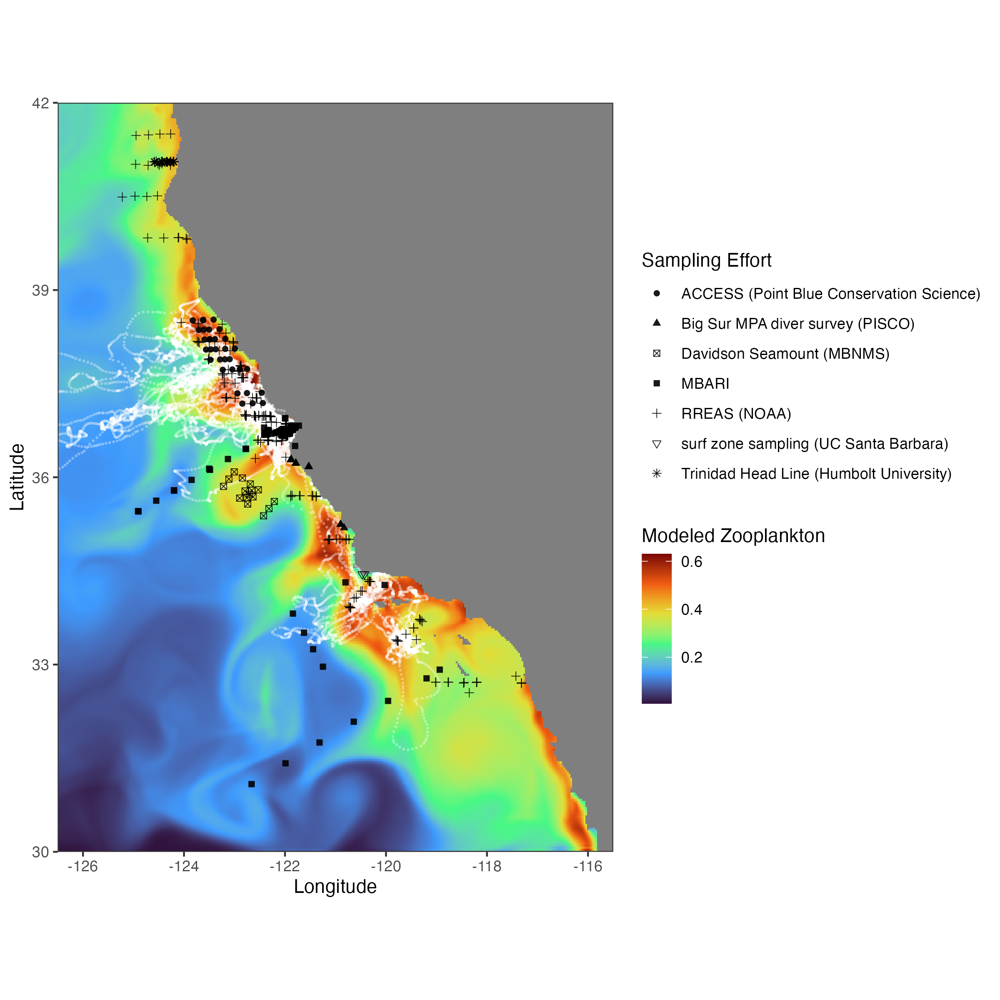 42
39
36
33
30
Latitude
-126
-124
-122
-120
-118
-116
Longitude
Sampling Effort
ACCESS (Point Blue Conservation Science)
Big Sur MPA diver survey (PISCO)
Davidson Seamount (MBNMS)
MBARI
RREAS (NOAA)
surf zone sampling (UC Santa Barbara)
Trinidad Head Line (Humbolt University)
Modeled Zooplankton
0.6
0.4
0.2